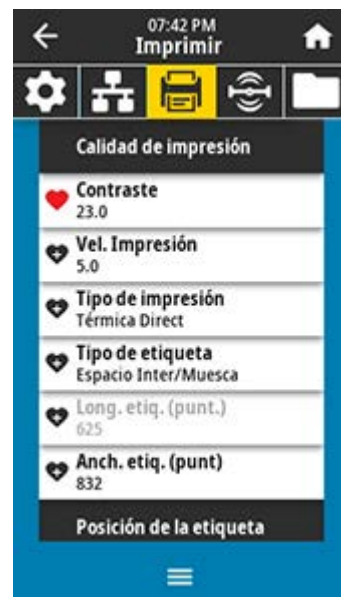 07:42 PM
Imprimir
Calidad de impresión
Contraste
23.0
Vel. Impresión
5.0
Tipo de impresión
Térmica Direct
Tipo de etiqueta
Espacio Inter/Muesca
Long. etiq. (punt.)
625
Anch. etiq. (punt)
832
Posición de la etiqueta